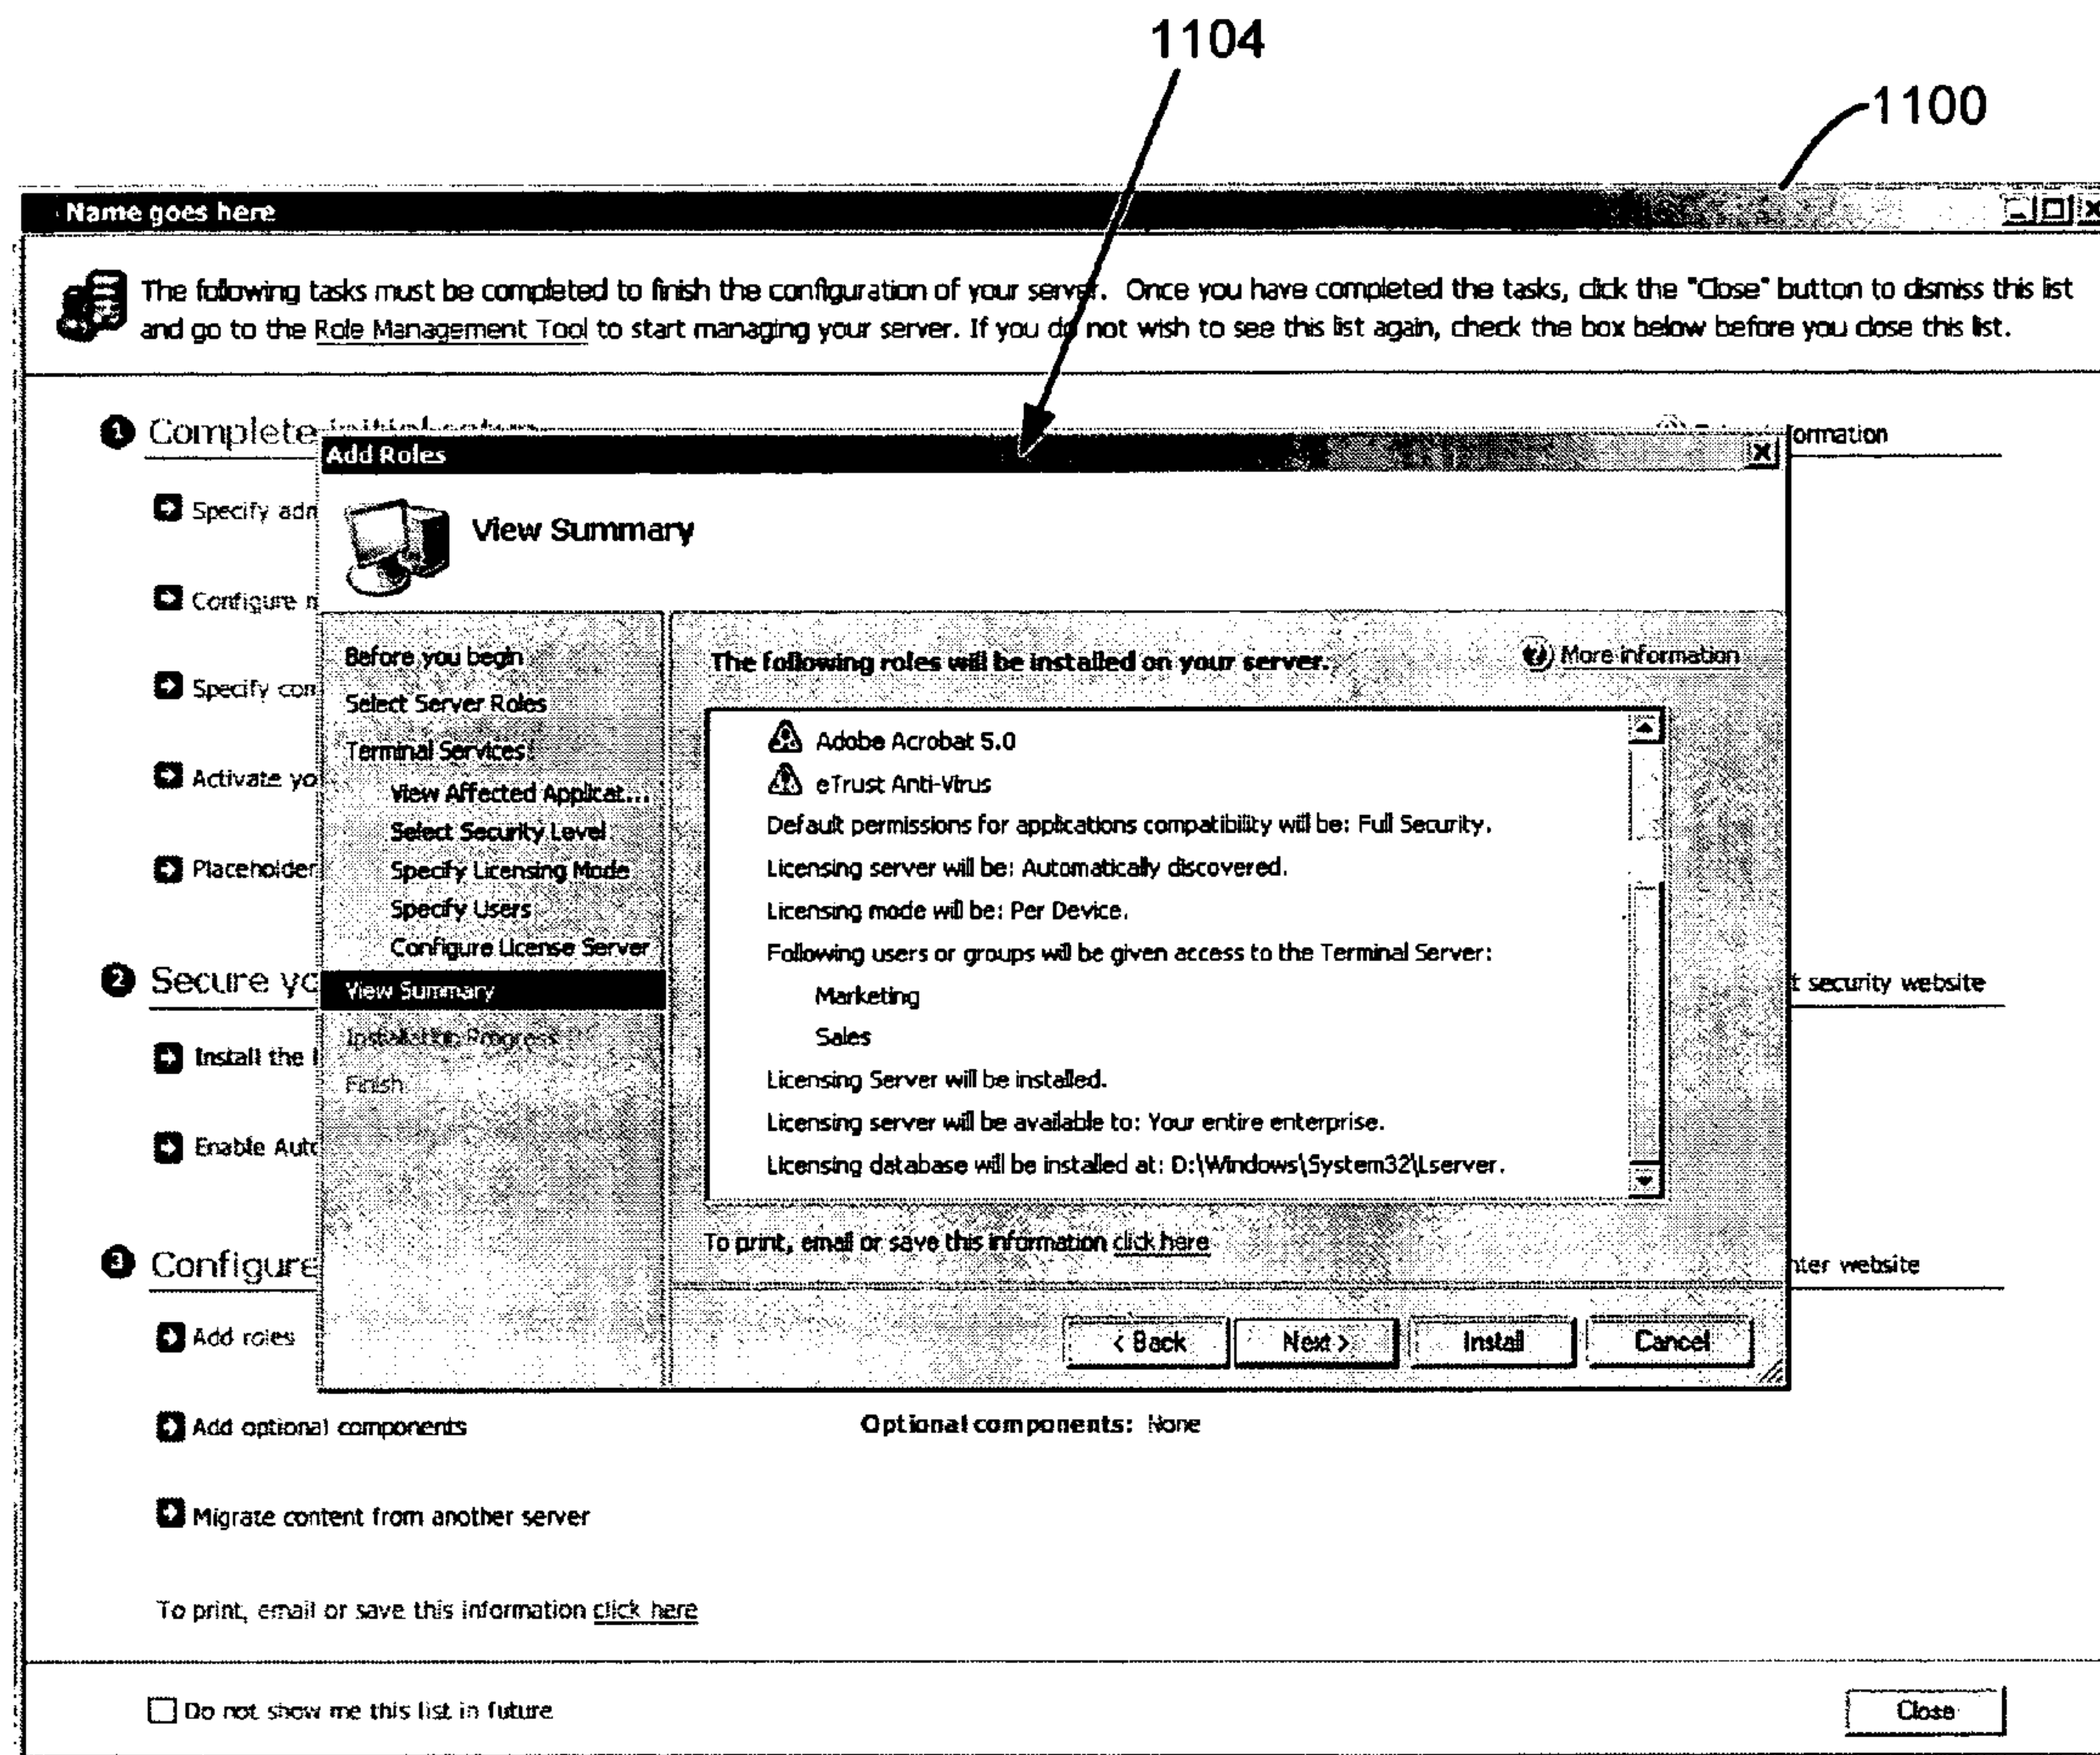 1104
1100
Name goes here
The following tasks must be completed to finish the configuration of your server. Once you have completed the tasks, click the "Close" button to dismiss this list
and go to the Role Management Tool to start managing your server. If you do not wish to see this list again, check the box below before you close this list.
1 Complete
ormation
Add Roles
View Summary
Specify adm
Configure n
Specify com
Activate yo
Placeholder
Before you begin
Select Server Roles
Terminal Services
View Affected Applicat...
Select Security Level
Specify Licensing Mode
Specify Users
Configure License Server
View Summary
Installation Progress
Finish
The following roles will be installed on your server.
More information
Adobe Acrobat 5.0
eTrust Anti-Virus
Default permissions for applications compatibility will be: Full Security.
Licensing server will be: Automatically discovered.
Licensing mode will be: Per Device.
Following users or groups will be given access to the Terminal Server:
Marketing
Sales
Licensing Server will be installed.
Licensing server will be available to: Your entire enterprise.
Licensing database will be installed at: D:\Windows\System32\Lserver.
To print, email or save this information click here
< Back Next > Install Cancel
2 Secure yo
t security website
Install the
Enable Auto
3 Configure
nter website
Add roles
Add optional components
Optional components: None
Migrate content from another server
To print, email or save this information click here
Do not show me this list in future
Close